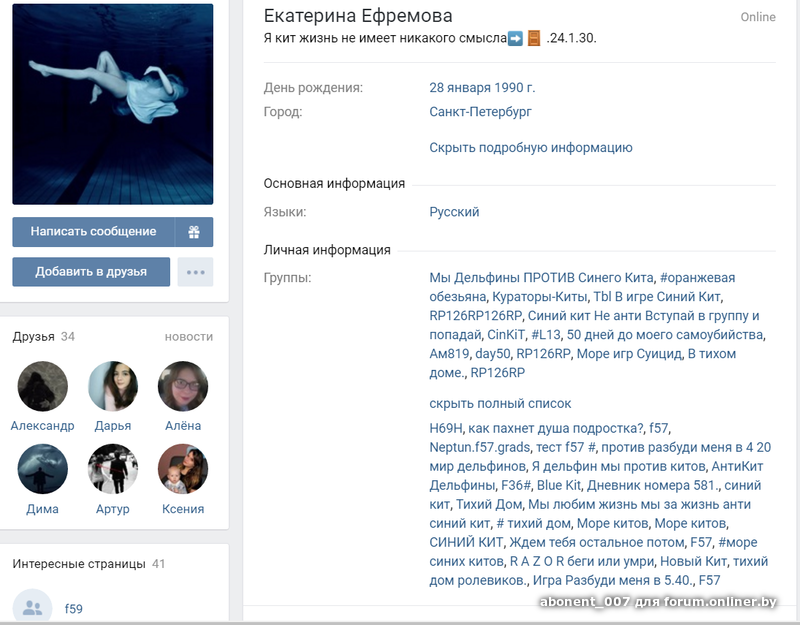 Екатерина Ефремова
Online
Я кит жизнь не имеет никакого смысла➡️🚪 .24.1.30.
День рождения: 28 января 1990 г.
Город: Санкт-Петербург
Скрыть подробную информацию
Основная информация
Языки: Русский
Личная информация
Группы: Мы Дельфины ПРОТИВ Синего Кита, #оранжевая
обезьяна, Кураторы-Киты, Tbl В игре Синий Кит,
RP126RP126RP, Синий кит Не анти Вступай в группу и
попадай, CinKiT, #L13, 50 дней до моего самоубийства,
Ам819, day50, RP126RP, Море игр Суицид, В тихом
доме., RP126RP
скрыть полный список
H69H, как пахнет душа подростка?, f57,
Neptun.f57.grads, тест f57 #, против разбуди меня в 4 20
мир дельфинов, Я дельфин мы против китов, АнтиКит
Дельфины, F36#, Blue Kit, Дневник номера 581., синий
кит, Тихий Дом, Мы любим жизнь мы за жизнь анти
синий кит, # тихий дом, Море китов, Море китов,
СИНИЙ КИТ, Ждем тебя остальное потом, F57, #море
синих китов, R A Z O R беги или умри, Новый Кит, тихий
дом ролевиков., Игра Разбуди меня в 5.40., F57
Написать сообщение
Добавить в друзья
Друзья 34
новости
Александр Дарья Алёна
Дима Артур Ксения
Интересные страницы 41
f59
abonent_007 для forum.onliner.by